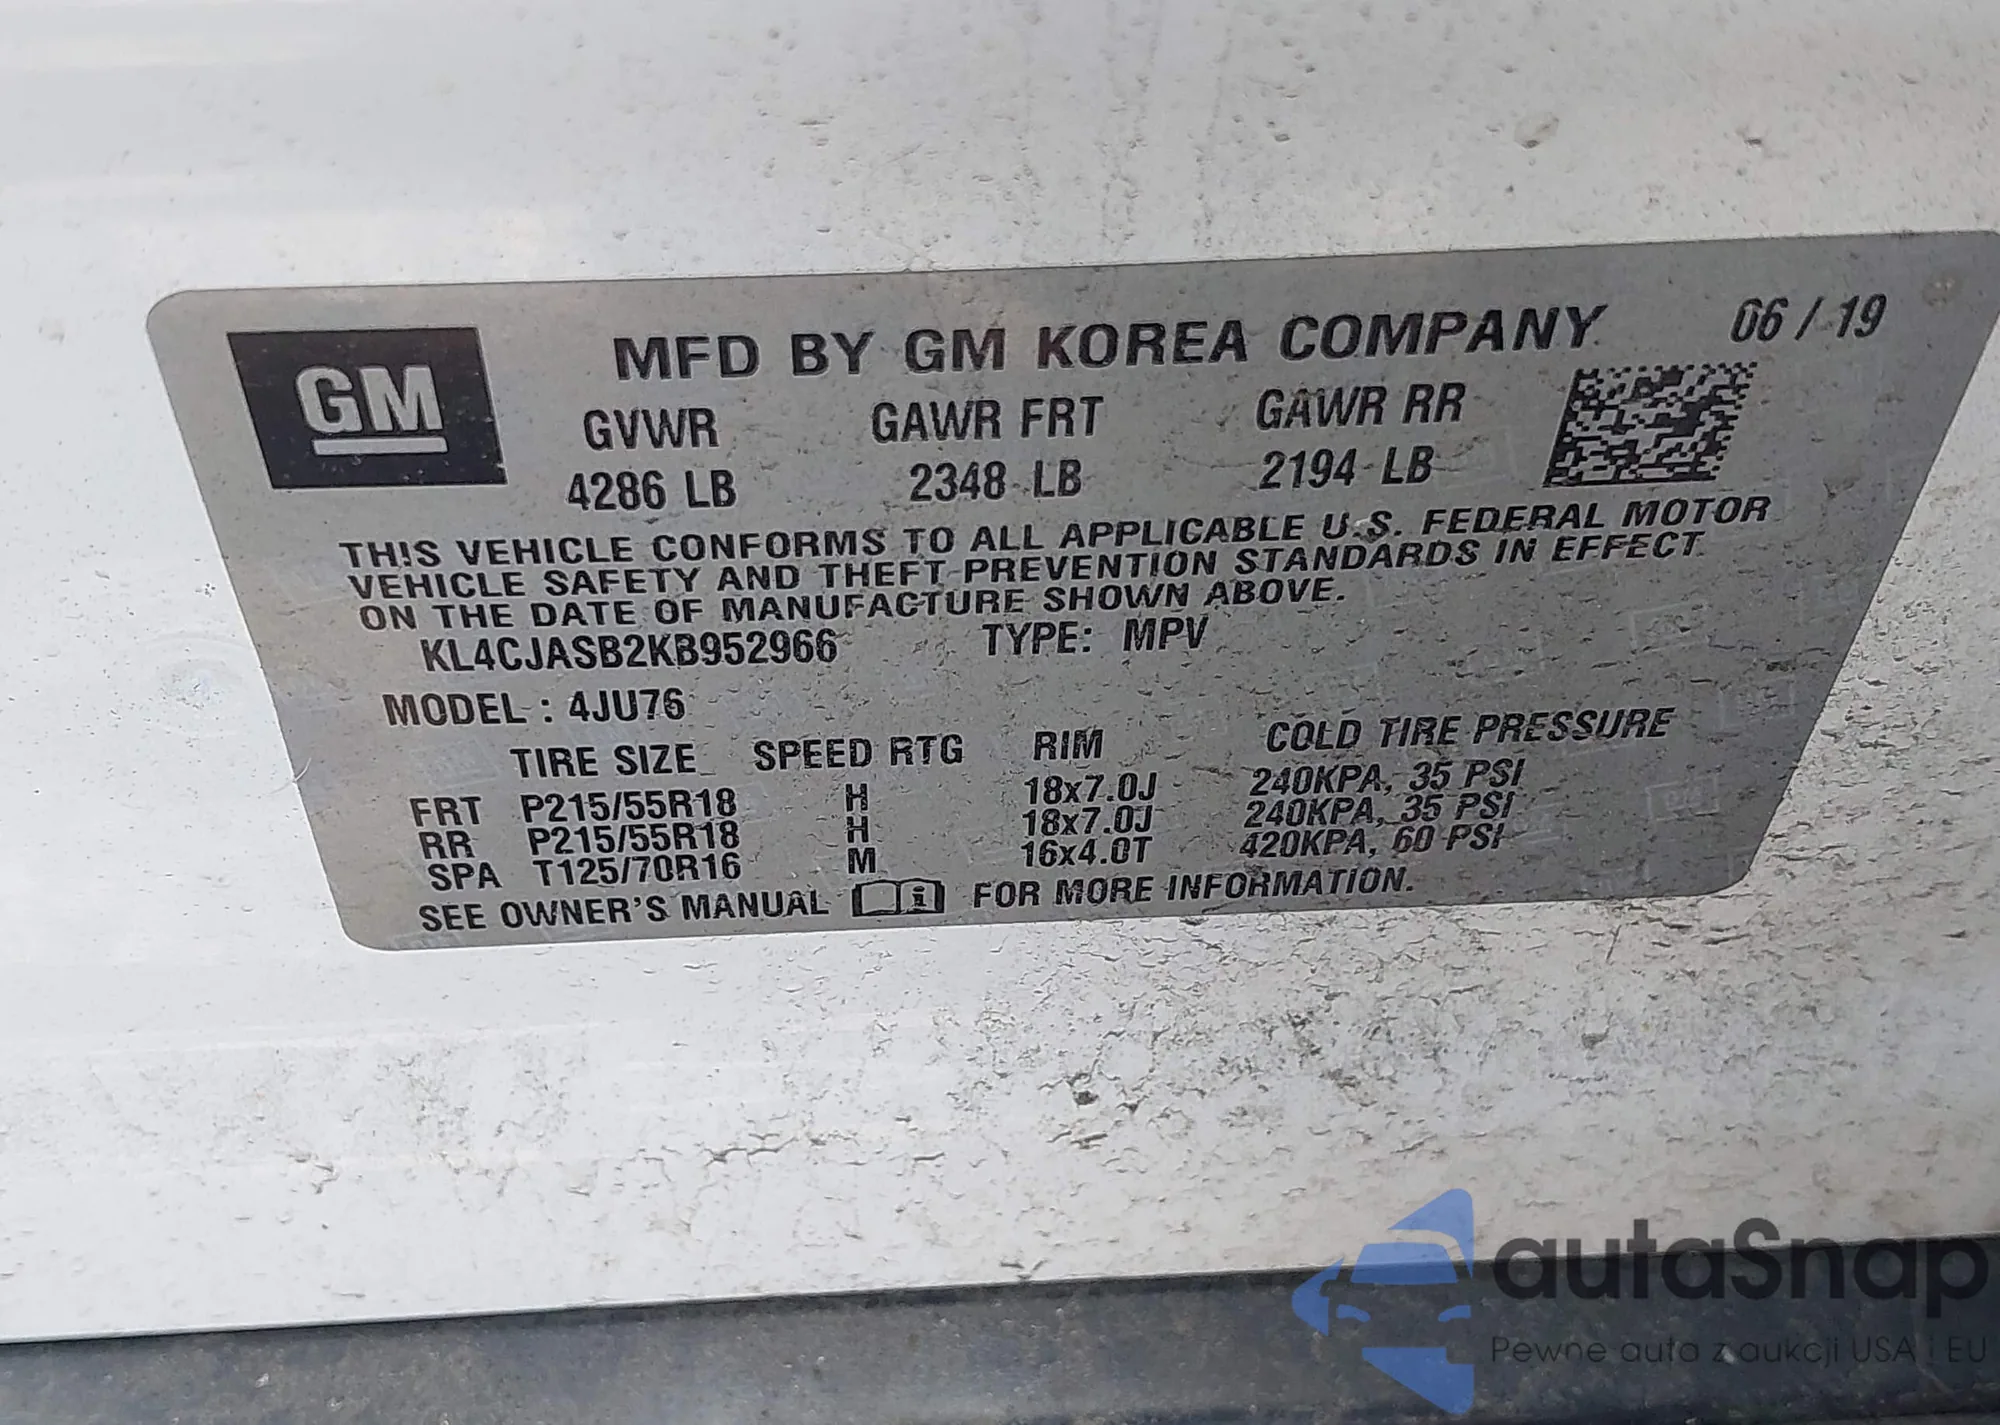 GM
MFD BY GM KOREA COMPANY 06 / 19
GVWR GAWR FRT GAWR RR
4286 LB 2348 LB 2194 LB
THIS VEHICLE CONFORMS TO ALL APPLICABLE U.S. FEDERAL MOTOR
VEHICLE SAFETY AND THEFT PREVENTION STANDARDS IN EFFECT
ON THE DATE OF MANUFACTURE SHOWN ABOVE.
KL4CJASB2KB952966 TYPE: MPV
MODEL : 4JU76
TIRE SIZE SPEED RTG RIM COLD TIRE PRESSURE
FRT P215/55R18 H 18x7.0J 240KPA, 35 PSI
RR P215/55R18 H 18x7.0J 240KPA, 35 PSI
SPA T125/70R16 M 16x4.0T 420KPA, 60 PSI
SEE OWNER'S MANUAL i FOR MORE INFORMATION.
autaSnap
Pewne auta z aukcji USA i EU